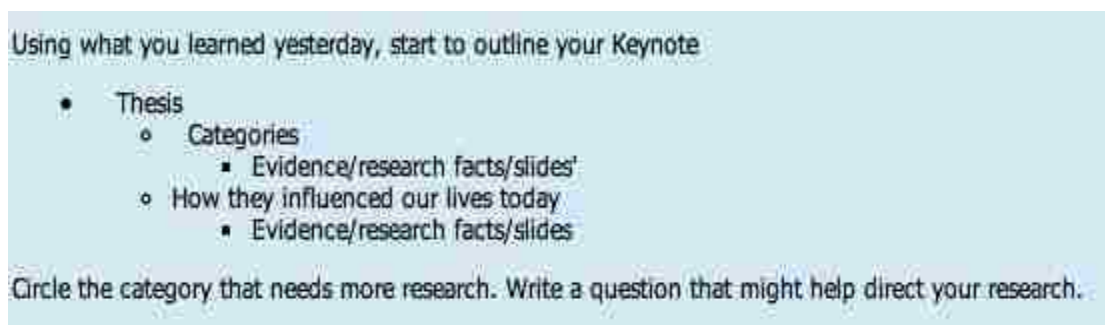 Using what you learned yesterday, start to outline your Keynote
• Thesis
◦ Categories
▪ Evidence/research facts/slides'
◦ How they influenced our lives today
▪ Evidence/research facts/slides
Circle the category that needs more research. Write a question that might help direct your research.